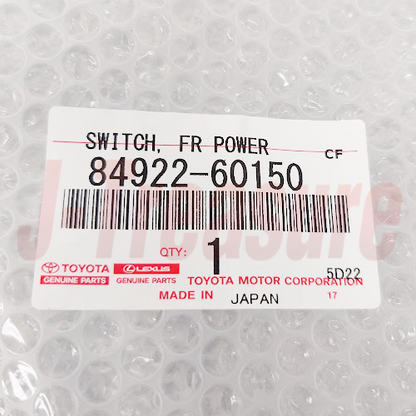 SWITCH, FR POWER
CF
84922-60150
J Treasure
QTY: 1
5D22
TOYOTA LEXUS TOYOTA MOTOR CORPORATION
GENUINE PARTS GENUINE PARTS 17
MADE IN JAPAN